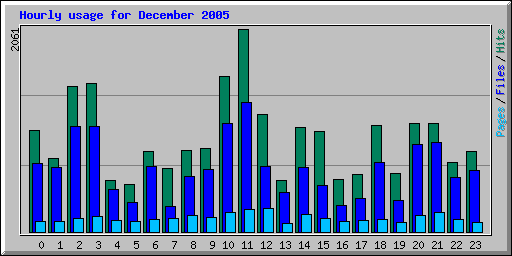 Hourly usage for December 2005
2061
Pages/Files/Hits
0 1 2 3 4 5 6 7 8 9 10 11 12 13 14 15 16 17 18 19 20 21 22 23